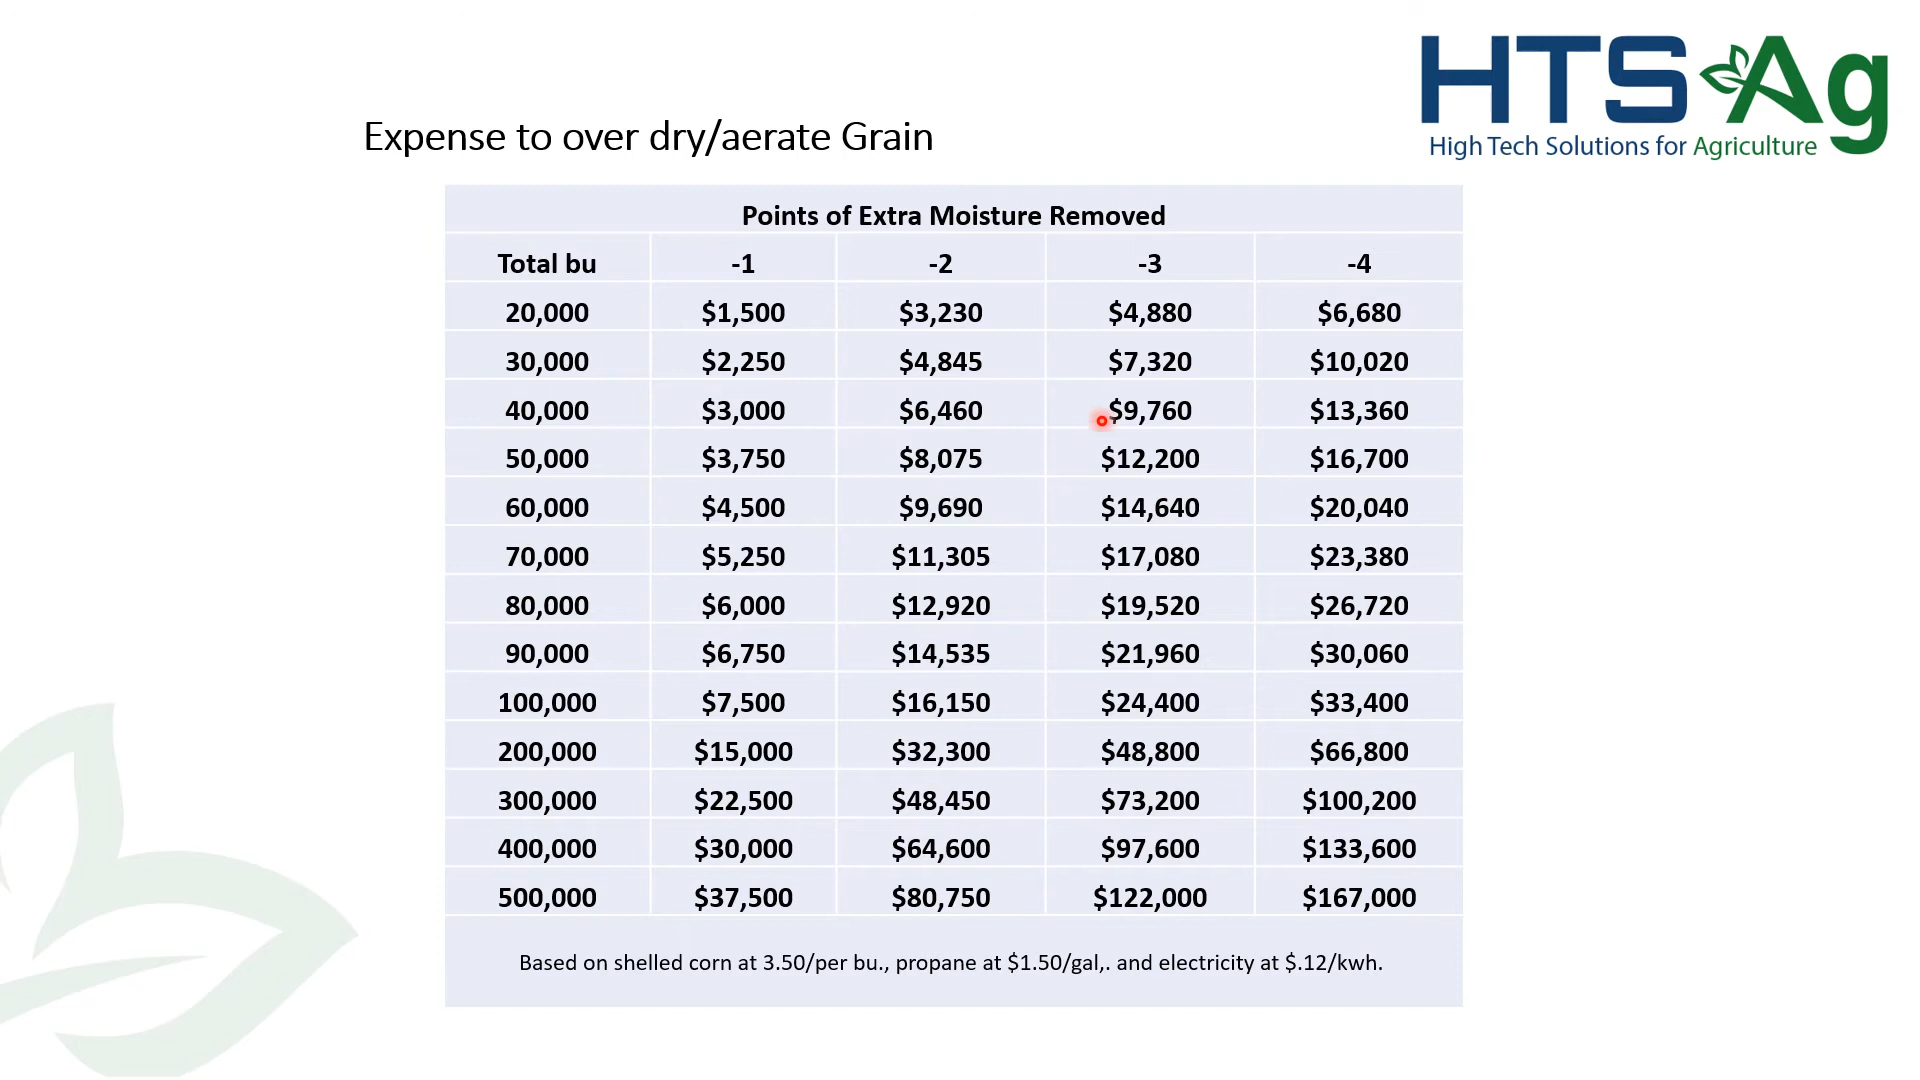 HTS Ag
High Tech Solutions for Agriculture
Expense to over dry/aerate Grain
Points of Extra Moisture Removed
Total bu -1 -2 -3 -4
20,000 $1,500 $3,230 $4,880 $6,680
30,000 $2,250 $4,845 $7,320 $10,020
40,000 $3,000 $6,460 $9,760 $13,360
50,000 $3,750 $8,075 $12,200 $16,700
60,000 $4,500 $9,690 $14,640 $20,040
70,000 $5,250 $11,305 $17,080 $23,380
80,000 $6,000 $12,920 $19,520 $26,720
90,000 $6,750 $14,535 $21,960 $30,060
100,000 $7,500 $16,150 $24,400 $33,400
200,000 $15,000 $32,300 $48,800 $66,800
300,000 $22,500 $48,450 $73,200 $100,200
400,000 $30,000 $64,600 $97,600 $133,600
500,000 $37,500 $80,750 $122,000 $167,000
Based on shelled corn at 3.50/per bu., propane at $1.50/gal,. and electricity at $.12/kwh.